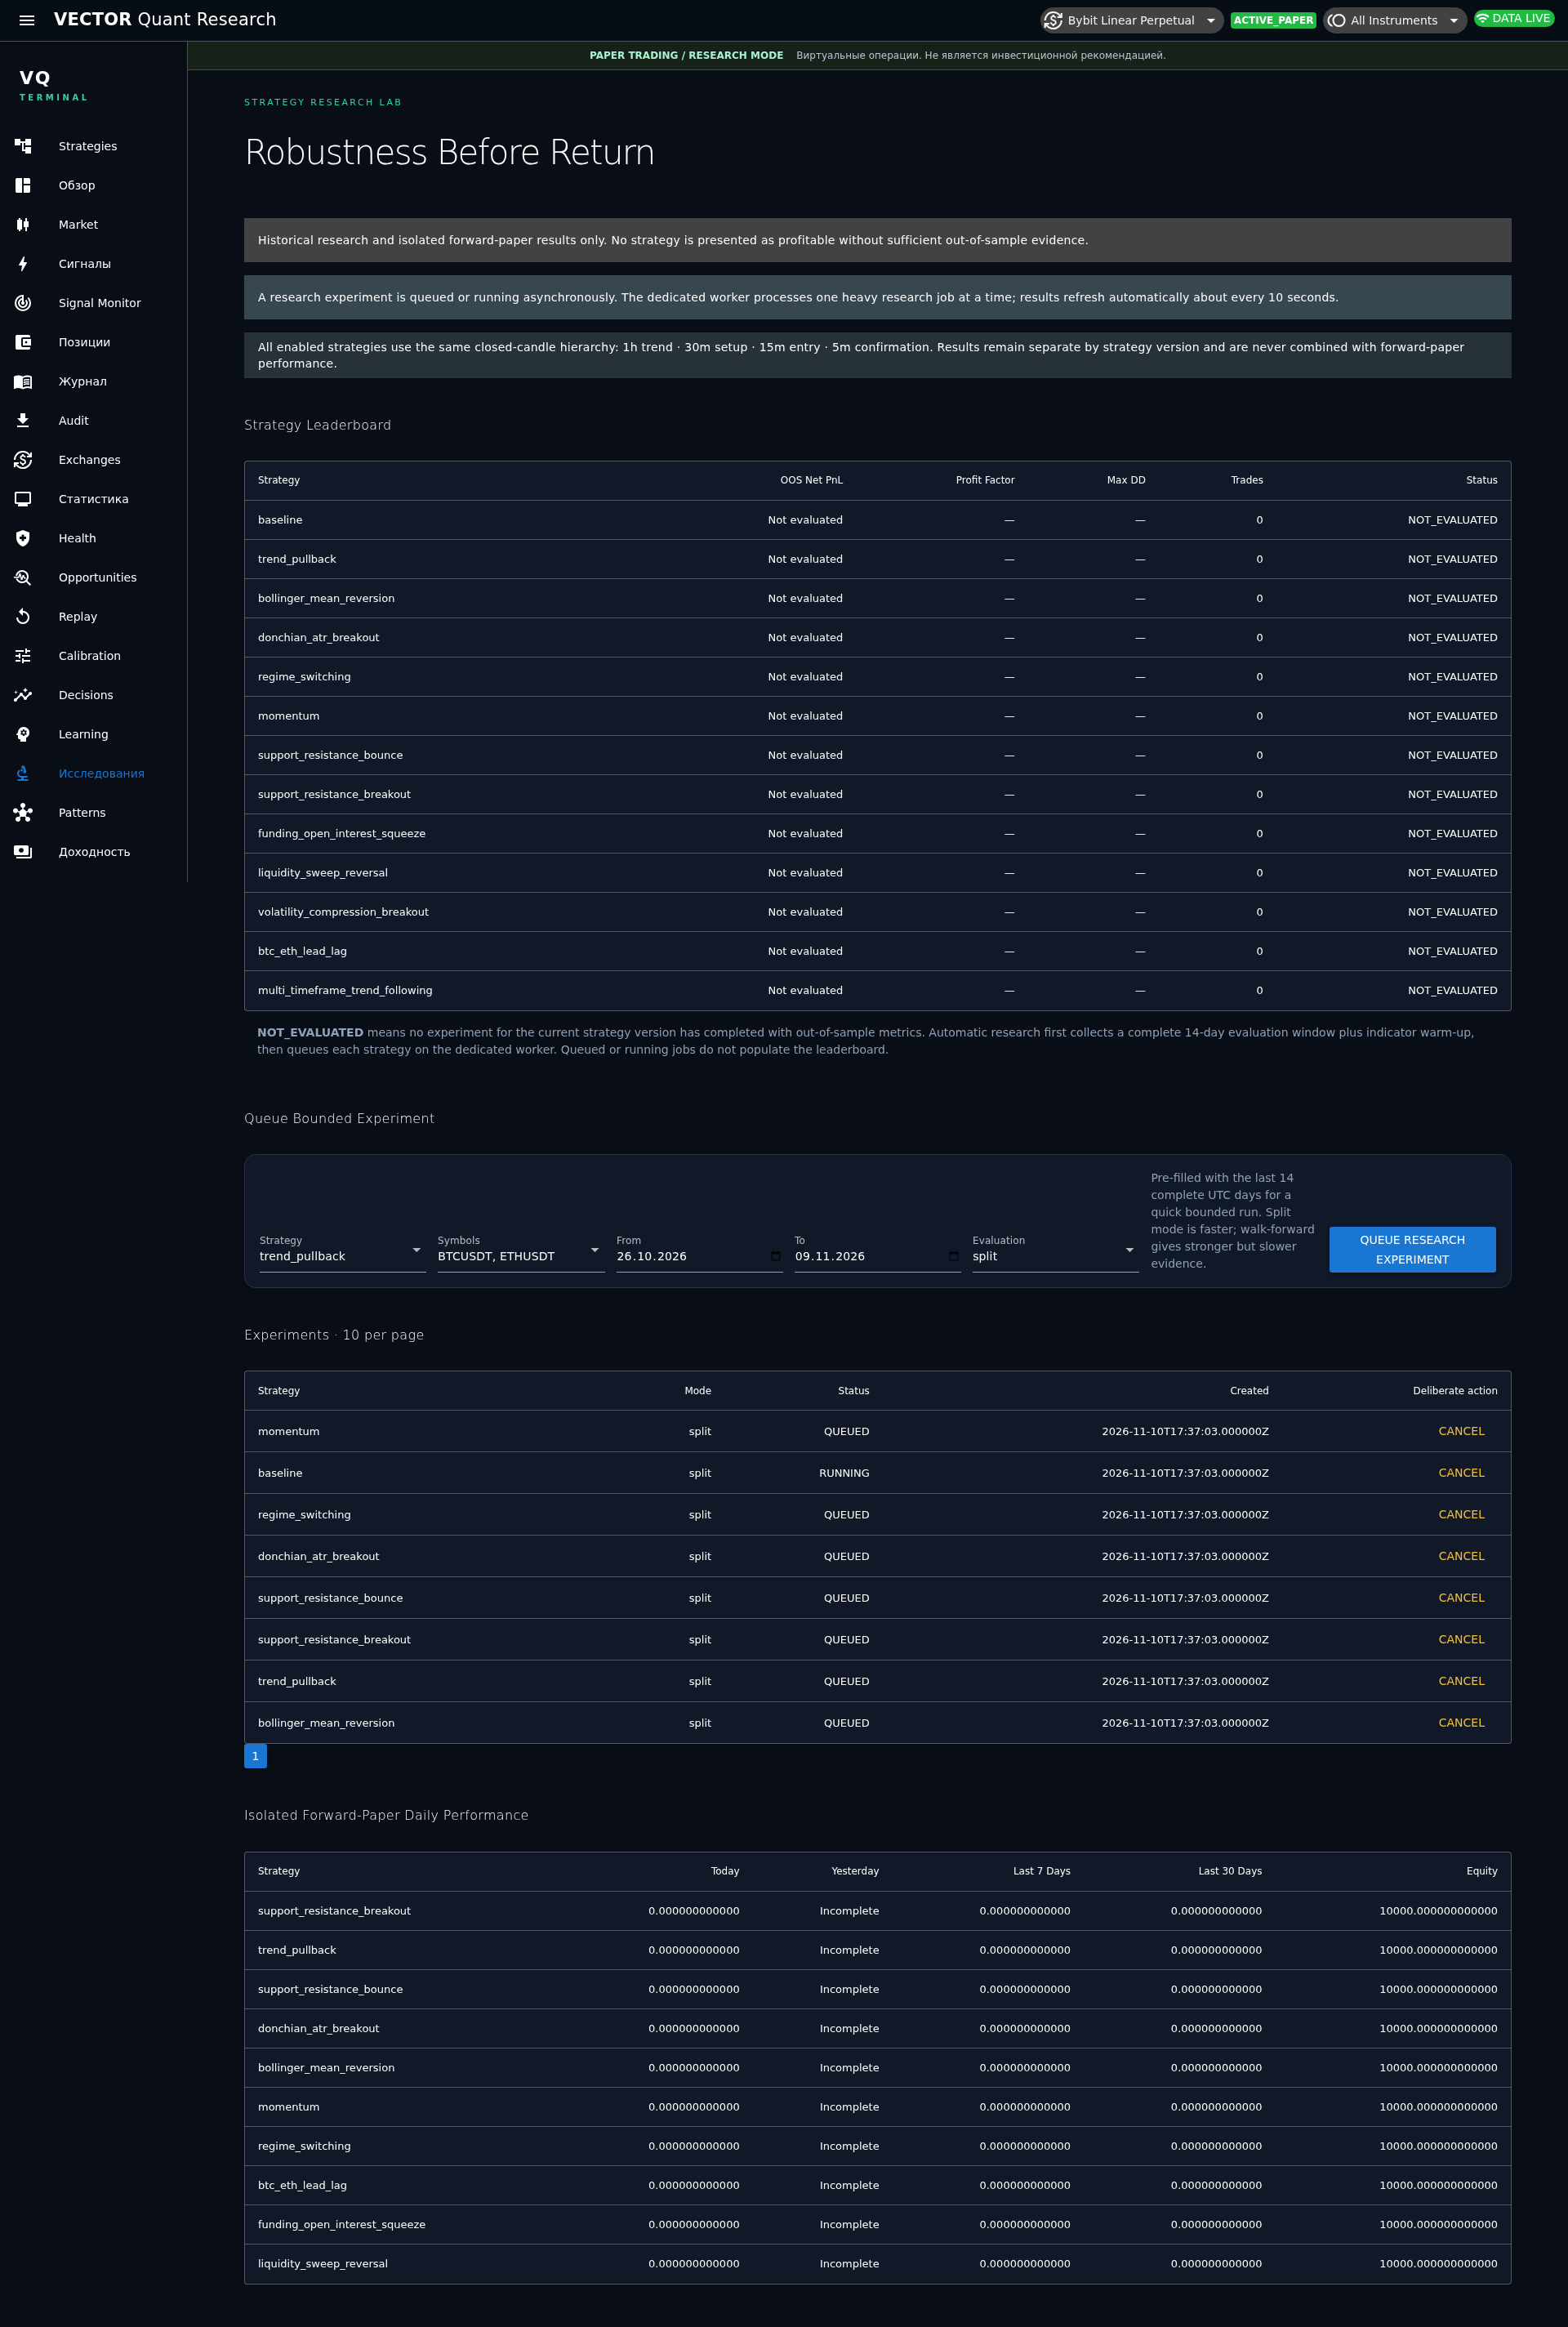 VECTOR Quant Research
Bybit Linear Perpetual
ACTIVE_PAPER
All Instruments
DATA LIVE
PAPER TRADING / RESEARCH MODE Виртуальные операции. Не является инвестиционной рекомендацией.
VQ
TERMINAL
Strategies
Обзор
Market
Сигналы
Signal Monitor
Позиции
Журнал
Audit
Exchanges
Статистика
Health
Opportunities
Replay
Calibration
Decisions
Learning
Исследования
Patterns
Доходность
STRATEGY RESEARCH LAB
Robustness Before Return
Historical research and isolated forward-paper results only. No strategy is presented as profitable without sufficient out-of-sample evidence.
A research experiment is queued or running asynchronously. The dedicated worker processes one heavy research job at a time; results refresh automatically about every 10 seconds.
All enabled strategies use the same closed-candle hierarchy: 1h trend · 30m setup · 15m entry · 5m confirmation. Results remain separate by strategy version and are never combined with forward-paper
performance.
Strategy Leaderboard
Strategy OOS Net PnL Profit Factor Max DD Trades Status
baseline Not evaluated — — 0 NOT_EVALUATED
trend_pullback Not evaluated — — 0 NOT_EVALUATED
bollinger_mean_reversion Not evaluated — — 0 NOT_EVALUATED
donchian_atr_breakout Not evaluated — — 0 NOT_EVALUATED
regime_switching Not evaluated — — 0 NOT_EVALUATED
momentum Not evaluated — — 0 NOT_EVALUATED
support_resistance_bounce Not evaluated — — 0 NOT_EVALUATED
support_resistance_breakout Not evaluated — — 0 NOT_EVALUATED
funding_open_interest_squeeze Not evaluated — — 0 NOT_EVALUATED
liquidity_sweep_reversal Not evaluated — — 0 NOT_EVALUATED
volatility_compression_breakout Not evaluated — — 0 NOT_EVALUATED
btc_eth_lead_lag Not evaluated — — 0 NOT_EVALUATED
multi_timeframe_trend_following Not evaluated — — 0 NOT_EVALUATED
NOT_EVALUATED means no experiment for the current strategy version has completed with out-of-sample metrics. Automatic research first collects a complete 14-day evaluation window plus indicator warm-up,
then queues each strategy on the dedicated worker. Queued or running jobs do not populate the leaderboard.
Queue Bounded Experiment
Strategy
trend_pullback
Symbols
BTCUSDT, ETHUSDT
From
26.10.2026
To
09.11.2026
Evaluation
split
Pre-filled with the last 14
complete UTC days for a
quick bounded run. Split
mode is faster; walk-forward
gives stronger but slower
evidence.
QUEUE RESEARCH
EXPERIMENT
Experiments · 10 per page
Strategy Mode Status Created Deliberate action
momentum split QUEUED 2026-11-10T17:37:03.000000Z CANCEL
baseline split RUNNING 2026-11-10T17:37:03.000000Z CANCEL
regime_switching split QUEUED 2026-11-10T17:37:03.000000Z CANCEL
donchian_atr_breakout split QUEUED 2026-11-10T17:37:03.000000Z CANCEL
support_resistance_bounce split QUEUED 2026-11-10T17:37:03.000000Z CANCEL
support_resistance_breakout split QUEUED 2026-11-10T17:37:03.000000Z CANCEL
trend_pullback split QUEUED 2026-11-10T17:37:03.000000Z CANCEL
bollinger_mean_reversion split QUEUED 2026-11-10T17:37:03.000000Z CANCEL
1
Isolated Forward-Paper Daily Performance
Strategy Today Yesterday Last 7 Days Last 30 Days Equity
support_resistance_breakout 0.000000000000 Incomplete 0.000000000000 0.000000000000 10000.000000000000
trend_pullback 0.000000000000 Incomplete 0.000000000000 0.000000000000 10000.000000000000
support_resistance_bounce 0.000000000000 Incomplete 0.000000000000 0.000000000000 10000.000000000000
donchian_atr_breakout 0.000000000000 Incomplete 0.000000000000 0.000000000000 10000.000000000000
bollinger_mean_reversion 0.000000000000 Incomplete 0.000000000000 0.000000000000 10000.000000000000
momentum 0.000000000000 Incomplete 0.000000000000 0.000000000000 10000.000000000000
regime_switching 0.000000000000 Incomplete 0.000000000000 0.000000000000 10000.000000000000
btc_eth_lead_lag 0.000000000000 Incomplete 0.000000000000 0.000000000000 10000.000000000000
funding_open_interest_squeeze 0.000000000000 Incomplete 0.000000000000 0.000000000000 10000.000000000000
liquidity_sweep_reversal 0.000000000000 Incomplete 0.000000000000 0.000000000000 10000.000000000000